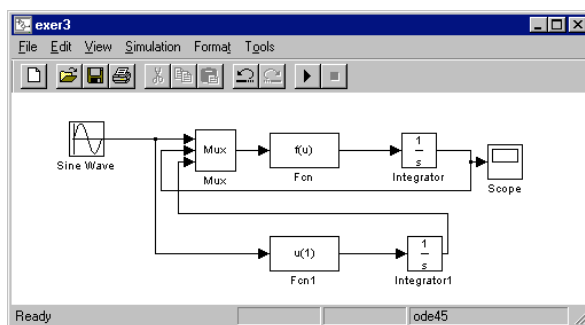 exer3
File Edit View Simulation Format Tools
Sine Wave
Mux
Mux
f(u)
Fcn
1
s
Integrator
Scope
u(1)
Fcn1
1
s
Integrator1
Ready ode45